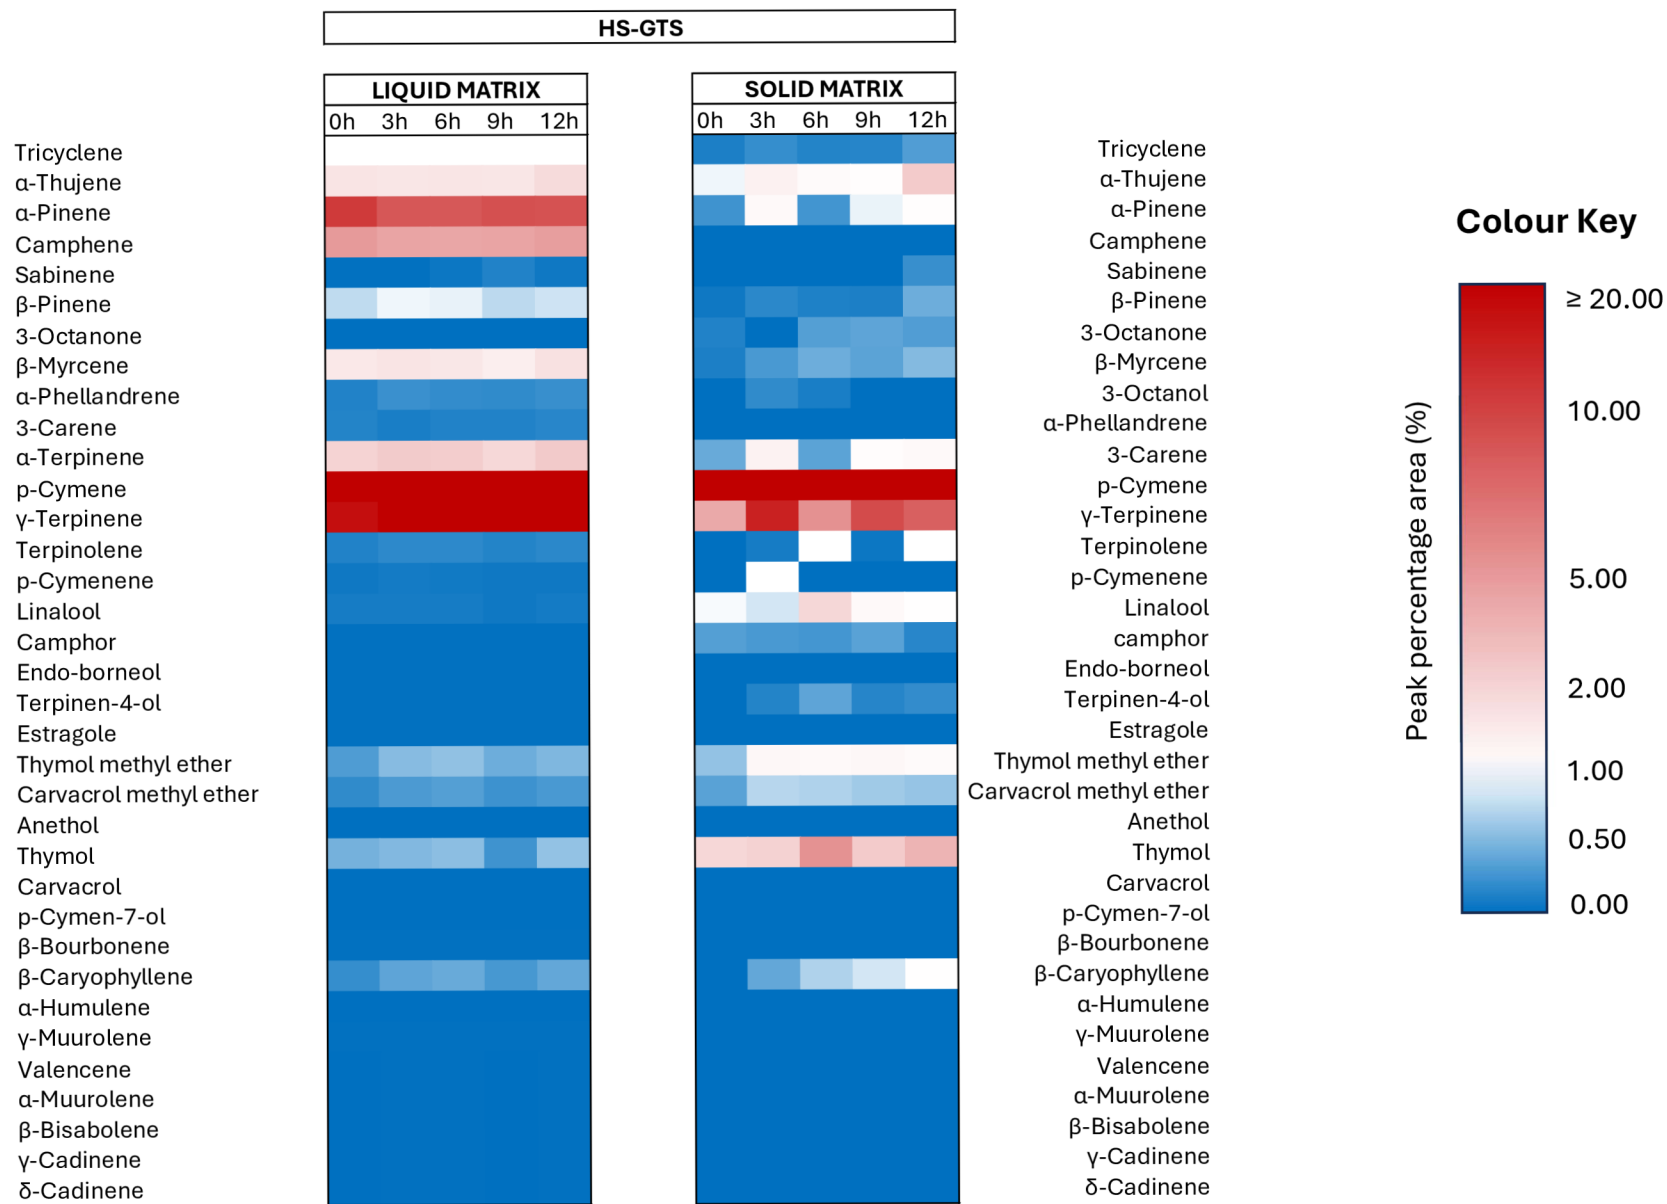 HS-GTS
LIQUID MATRIX
0h 3h 6h 9h 12h
SOLID MATRIX
0h 3h 6h 9h 12h
Tricyclene
α-Thujene
α-Pinene
Camphene
Sabinene
β-Pinene
3-Octanone
β-Myrcene
α-Phellandrene
3-Carene
α-Terpinene
p-Cymene
γ-Terpinene
Terpinolene
p-Cymenene
Linalool
Camphor
Endo-borneol
Terpinen-4-ol
Estragole
Thymol methyl ether
Carvacrol methyl ether
Anethol
Thymol
Carvacrol
p-Cymen-7-ol
β-Bourbonene
β-Caryophyllene
α-Humulene
γ-Muurolene
Valencene
α-Muurolene
β-Bisabolene
γ-Cadinene
δ-Cadinene
Tricyclene
α-Thujene
α-Pinene
Camphene
Sabinene
β-Pinene
3-Octanone
β-Myrcene
3-Octanol
α-Phellandrene
3-Carene
p-Cymene
γ-Terpinene
Terpinolene
p-Cymenene
Linalool
camphor
Endo-borneol
Terpinen-4-ol
Estragole
Thymol methyl ether
Carvacrol methyl ether
Anethol
Thymol
Carvacrol
p-Cymen-7-ol
β-Bourbonene
β-Caryophyllene
α-Humulene
γ-Muurolene
Valencene
α-Muurolene
β-Bisabolene
γ-Cadinene
δ-Cadinene
Colour Key
Peak percentage area (%)
≥ 20.00
10.00
5.00
2.00
1.00
0.50
0.00